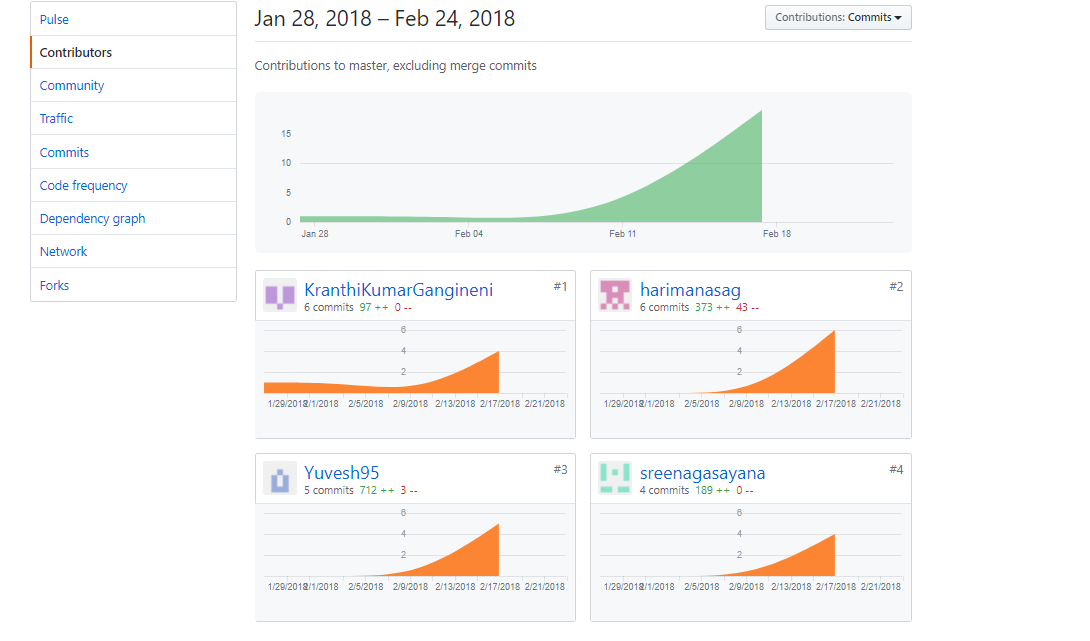 Pulse
Contributors
Community
Traffic
Commits
Code frequency
Dependency graph
Network
Forks
Jan 28, 2018 – Feb 24, 2018
Contributions: Commits
Contributions to master, excluding merge commits
15
10
5
0
Jan 28 Feb 04 Feb 11 Feb 18
KranthiKumarGangineni #1
6 commits 97 ++ 0 --
6
4
2
1/29/2018 2/1/2018 2/5/2018 2/9/2018 2/13/2018 2/17/2018 2/21/2018
harimanasag #2
6 commits 373 ++ 43 --
6
4
2
1/29/2018 2/1/2018 2/5/2018 2/9/2018 2/13/2018 2/17/2018 2/21/2018
Yuvesh95 #3
5 commits 712 ++ 3 --
6
4
2
1/29/2018 2/1/2018 2/5/2018 2/9/2018 2/13/2018 2/17/2018 2/21/2018
sreenagasayana #4
4 commits 189 ++ 0 --
6
4
2
1/29/2018 2/1/2018 2/5/2018 2/9/2018 2/13/2018 2/17/2018 2/21/2018